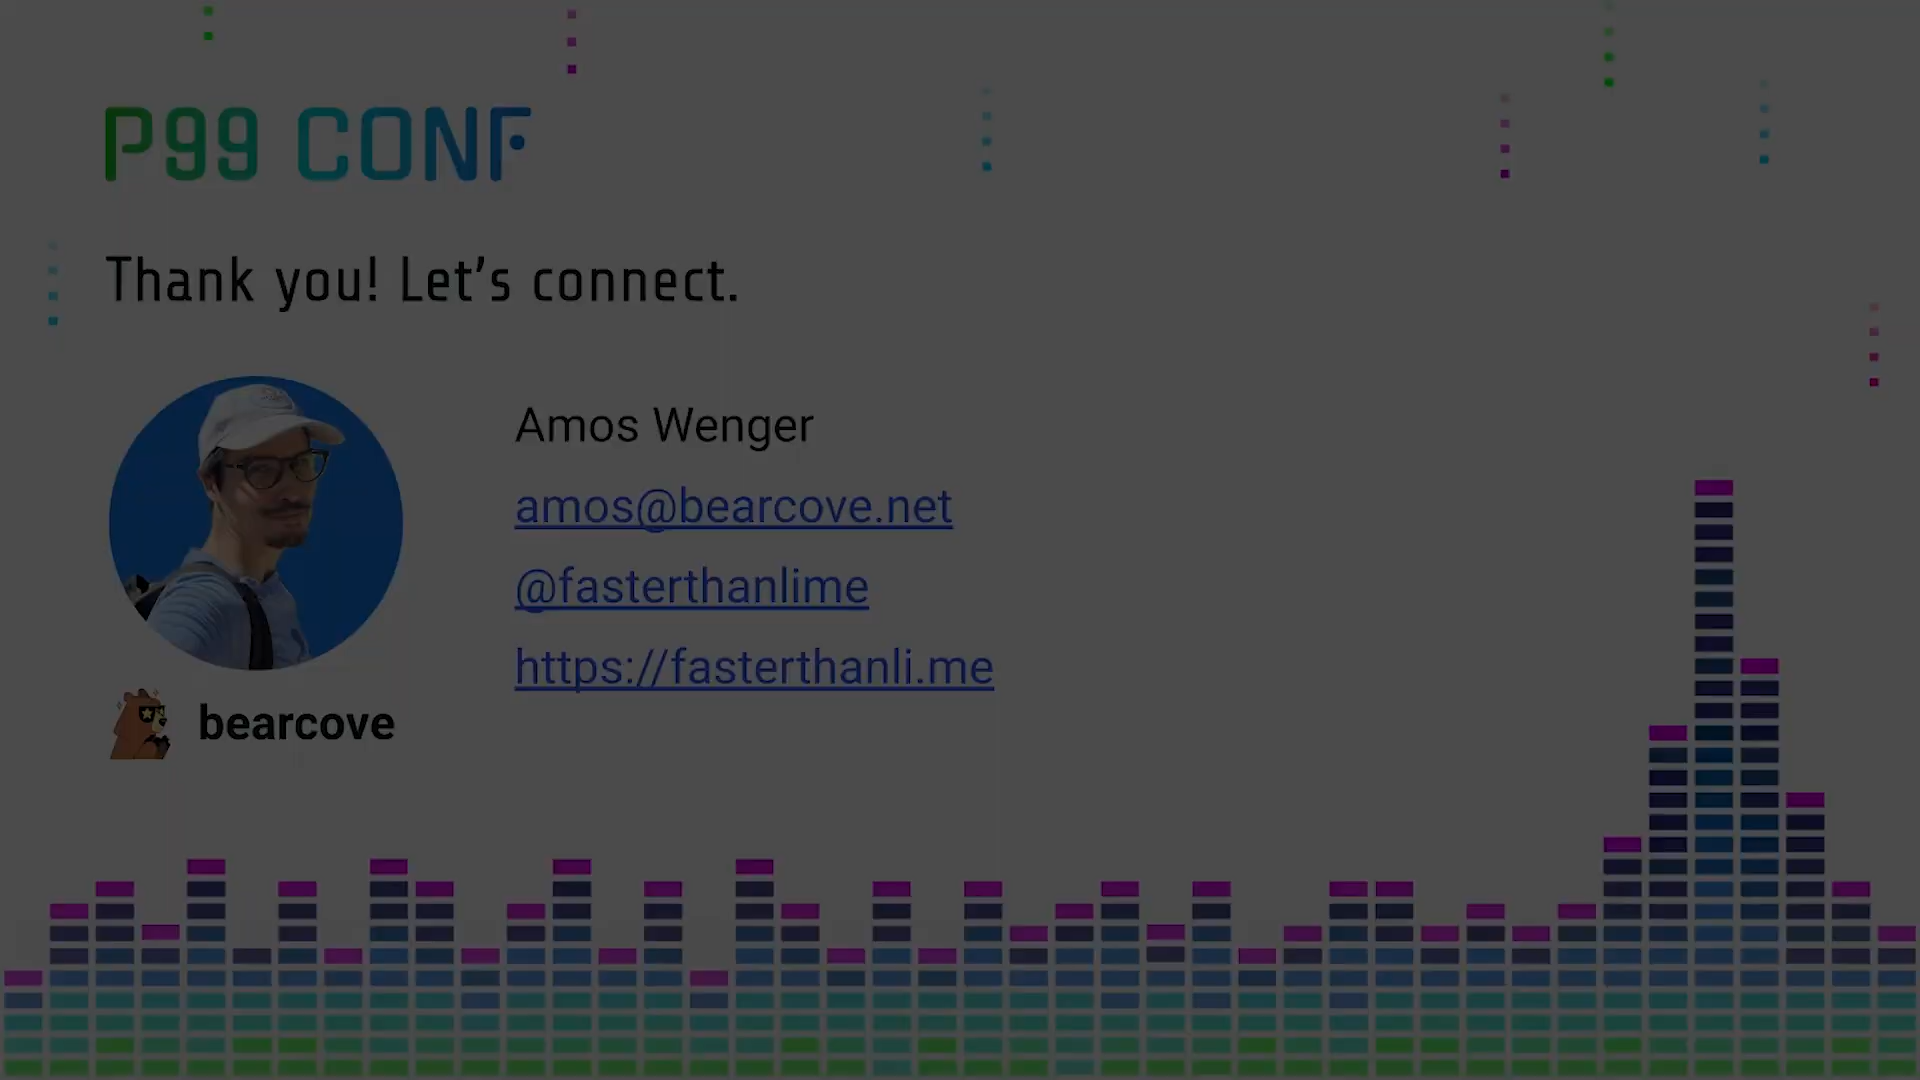 P99 CONF
Thank you! Let’s connect.
Amos Wenger
amos@bearcove.net
@fasterthanlime
https://fasterthanli.me
bearcove